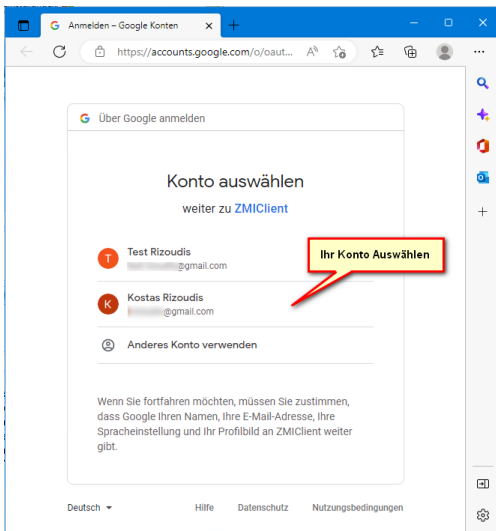 Anmelden – Google Konten
https://accounts.google.com/o/oaut...
Über Google anmelden
Konto auswählen
weiter zu ZMIClient
Test Rizoudis
@gmail.com
Ihr Konto Auswählen
Kostas Rizoudis
@gmail.com
Anderes Konto verwenden
Wenn Sie fortfahren möchten, müssen Sie zustimmen,
dass Google Ihren Namen, Ihre E-Mail-Adresse, Ihre
Spracheinstellung und Ihr Profilbild an ZMIClient weiter
gibt.
Deutsch Hilfe Datenschutz Nutzungsbedingungen